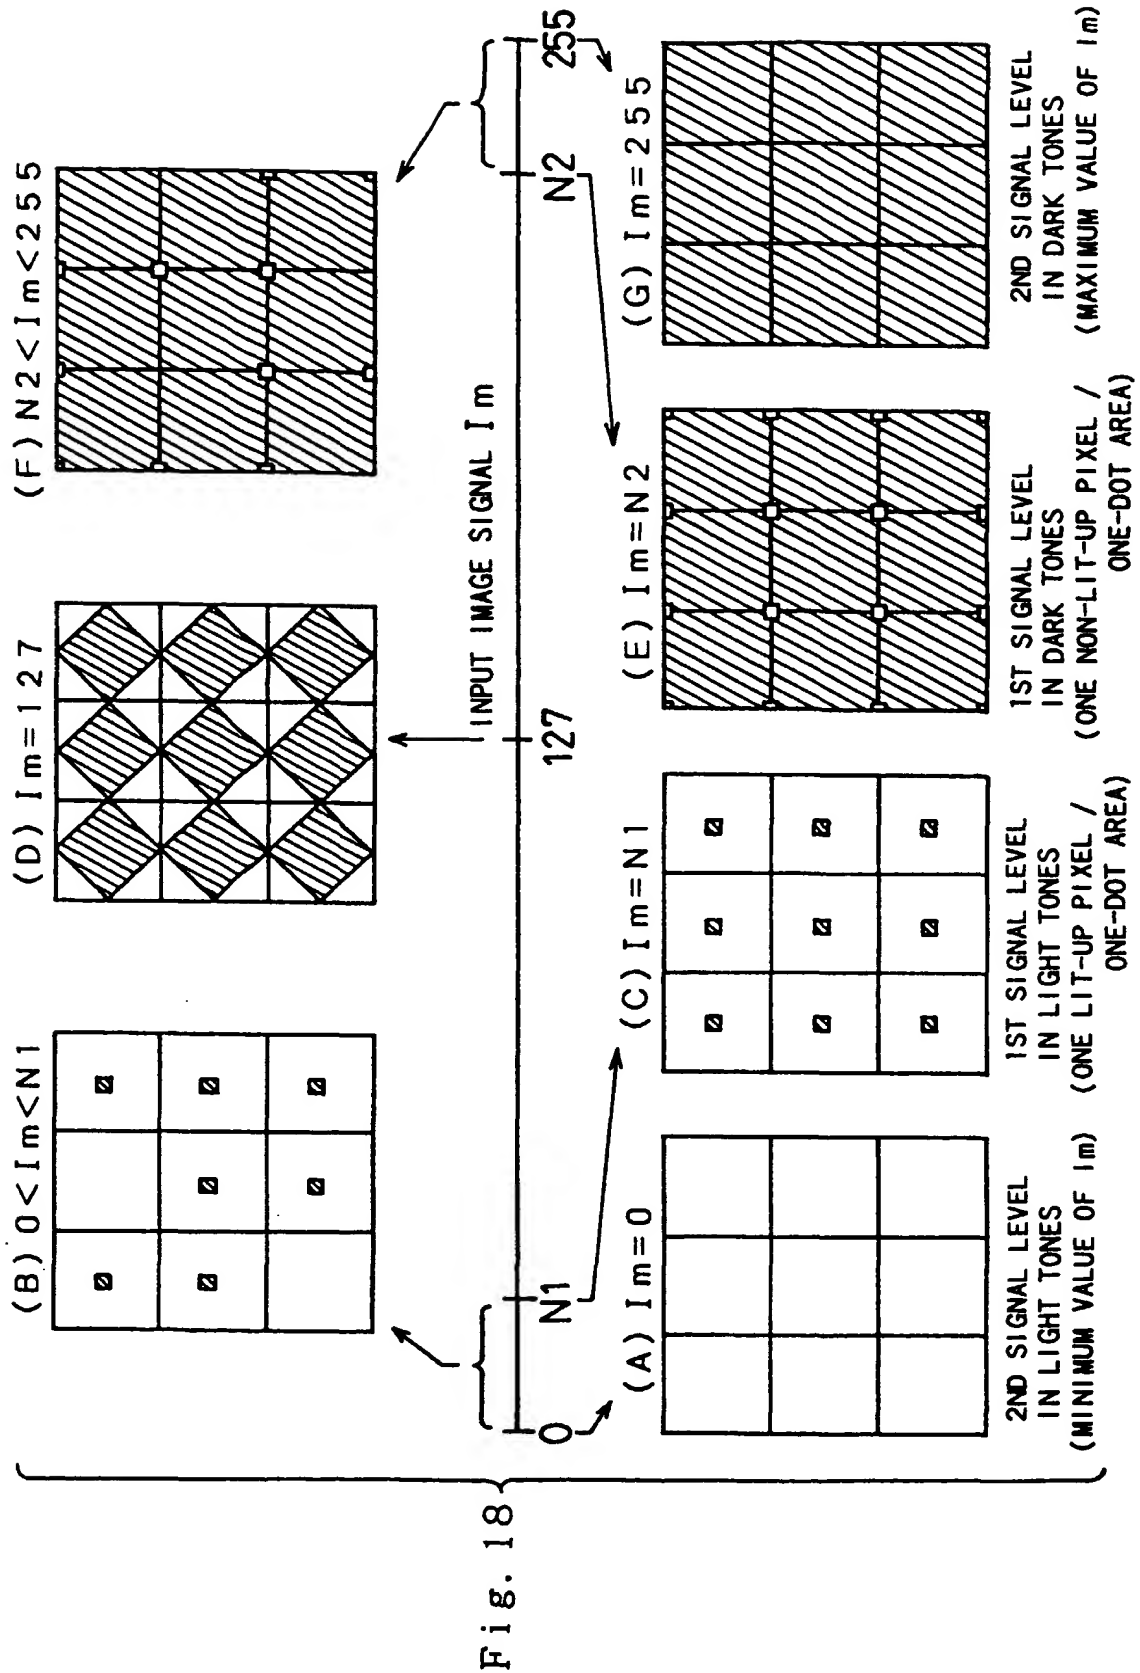 Fig. 18
(B) 0<Im<N1
(D) Im=127
(F) N2<Im<255
INPUT IMAGE SIGNAL Im
0
N1
127
N2
255
(A) Im=0
2ND SIGNAL LEVEL
IN LIGHT TONES
(MINIMUM VALUE OF Im)
(C) Im=N1
1ST SIGNAL LEVEL
IN LIGHT TONES
(ONE LIT-UP PIXEL /
ONE-DOT AREA)
(E) Im=N2
1ST SIGNAL LEVEL
IN DARK TONES
(ONE NON-LIT-UP PIXEL /
ONE-DOT AREA)
(G) Im=255
2ND SIGNAL LEVEL
IN DARK TONES
(MAXIMUM VALUE OF Im)